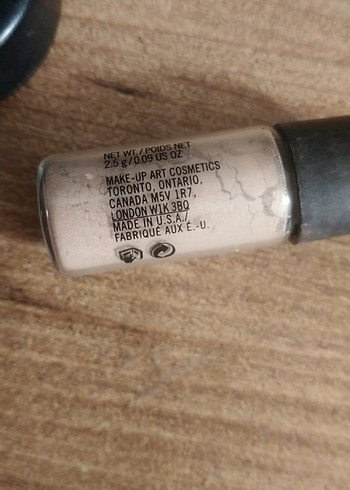 NET WT./POIDS NET
2.5 g/0.09 US OZ
MAKE-UP ART COSMETICS
TORONTO, ONTARIO,
CANADA M5V 1R7,
LONDON W1K 3BQ
MADE IN U.S.A./
FABRIQUÉ AUX É.-U.